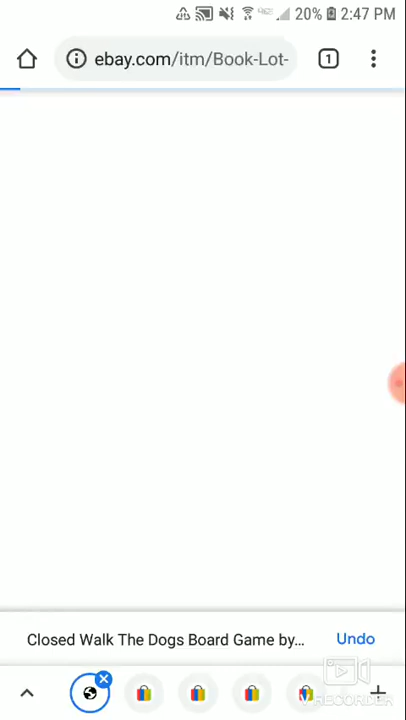 20% 2:47 PM
ebay.com/itm/Book-Lot-
1
Closed Walk The Dogs Board Game by...
Undo
V RECORDER